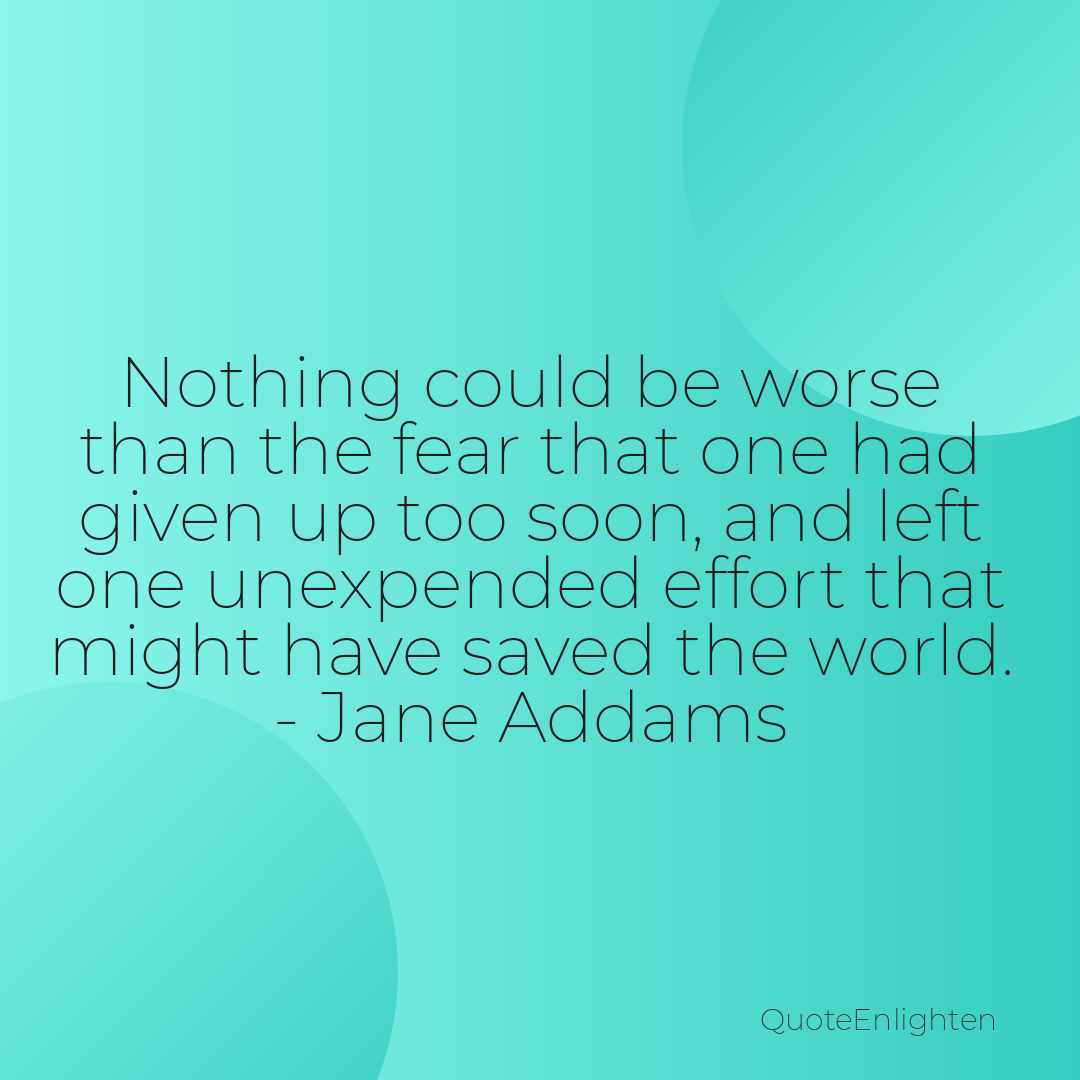 Nothing could be worse
than the fear that one had
given up too soon, and left
one unexpended effort that
might have saved the world.
- Jane Addams
QuoteEnlighten